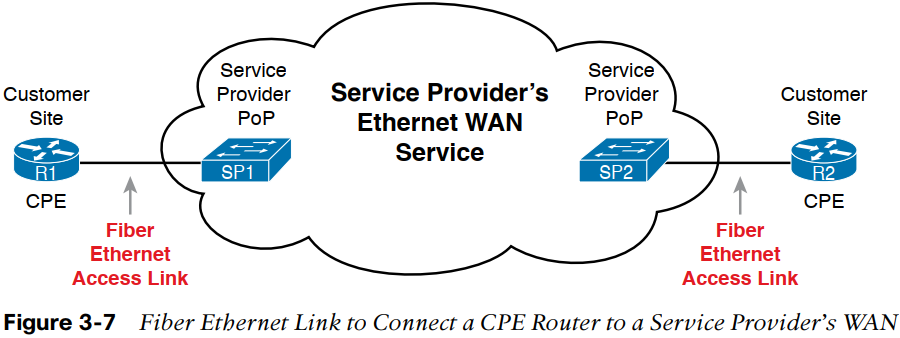 Customer
Site
R1
CPE
Fiber
Ethernet
Access Link
Service
Provider
PoP
SP1
Service Provider’s
Ethernet WAN
Service
Service
Provider
PoP
SP2
Customer
Site
R2
CPE
Fiber
Ethernet
Access Link
Figure 3-7 Fiber Ethernet Link to Connect a CPE Router to a Service Provider’s WAN